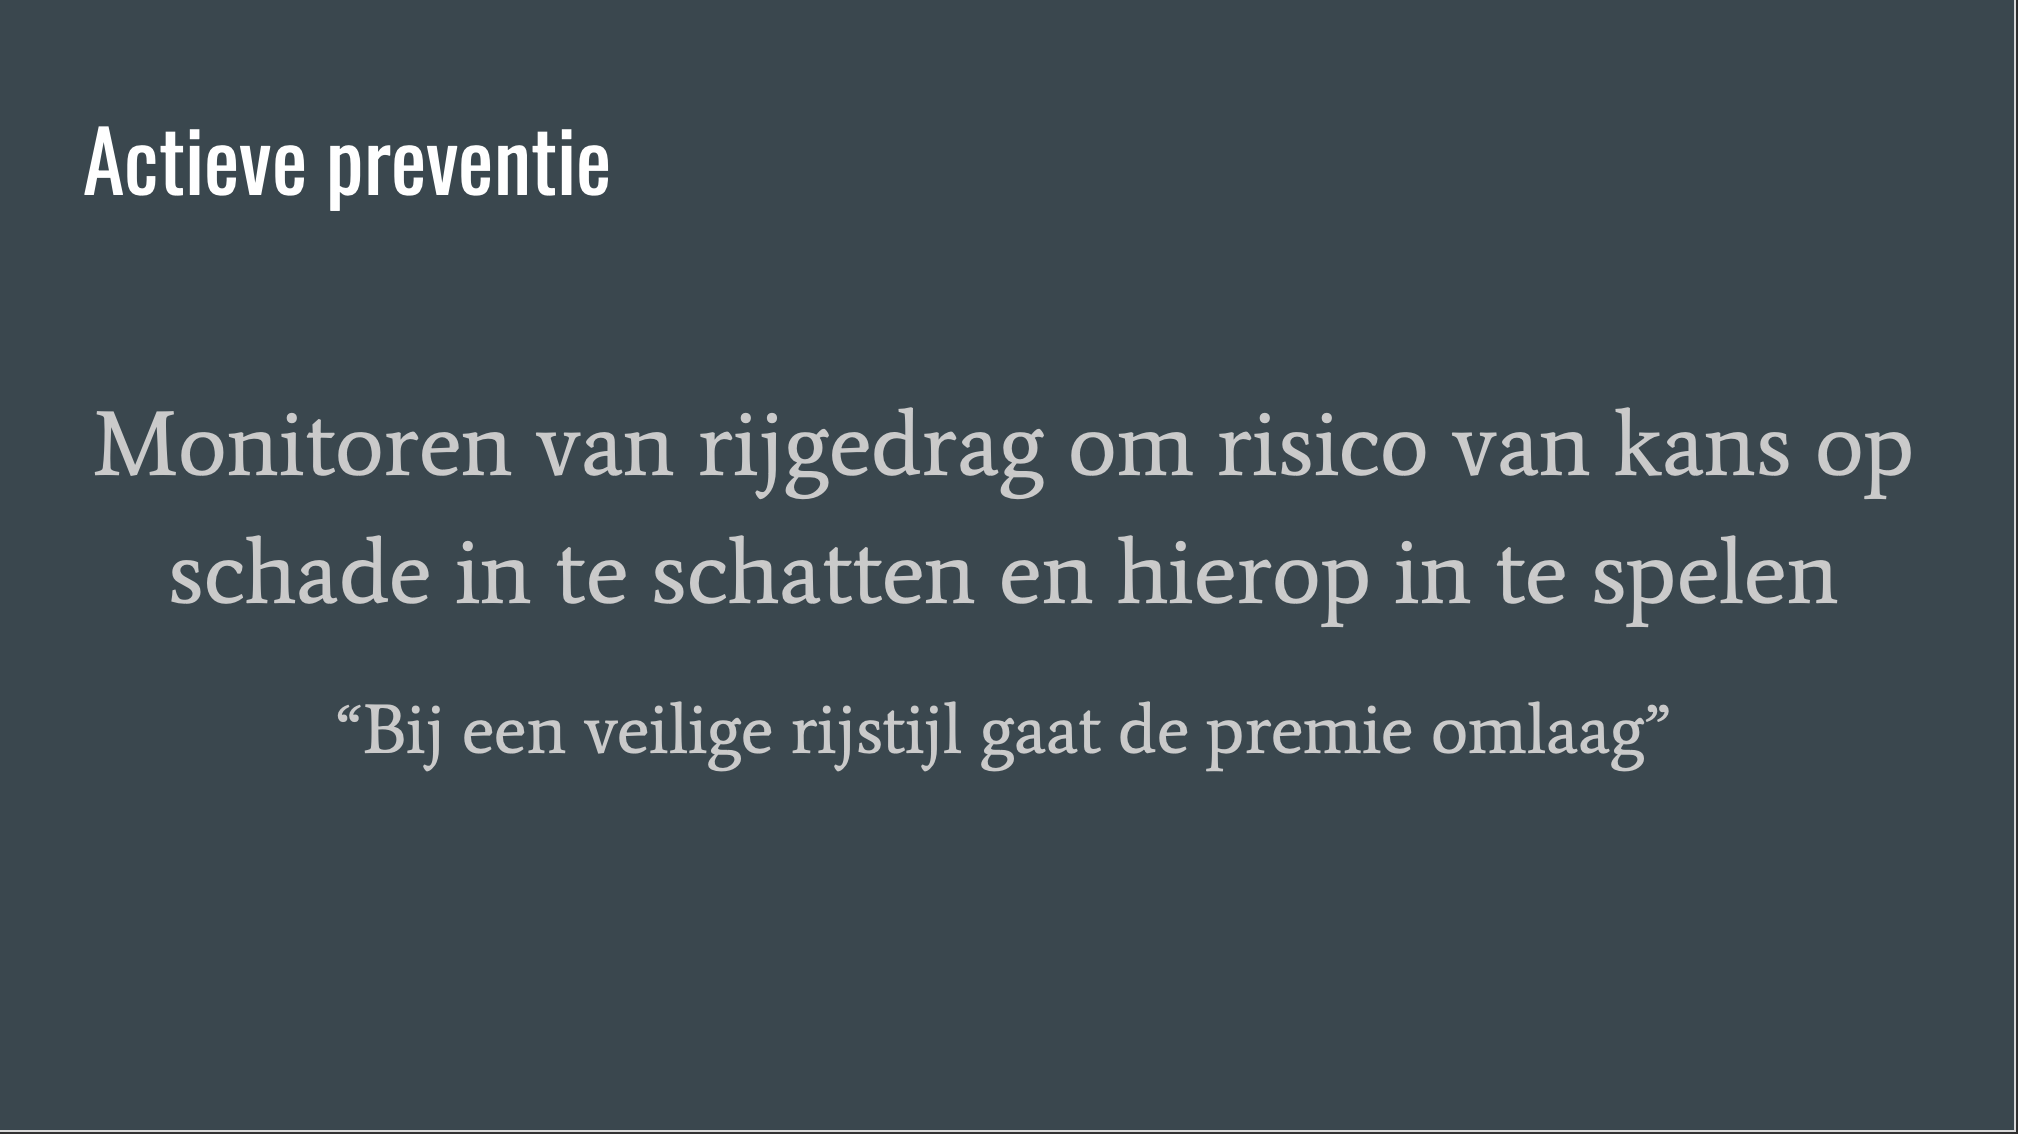 Actieve preventie
Monitoren van rijgedrag om risico van kans op
schade in te schatten en hierop in te spelen
“Bij een veilige rijstijl gaat de premie omlaag”